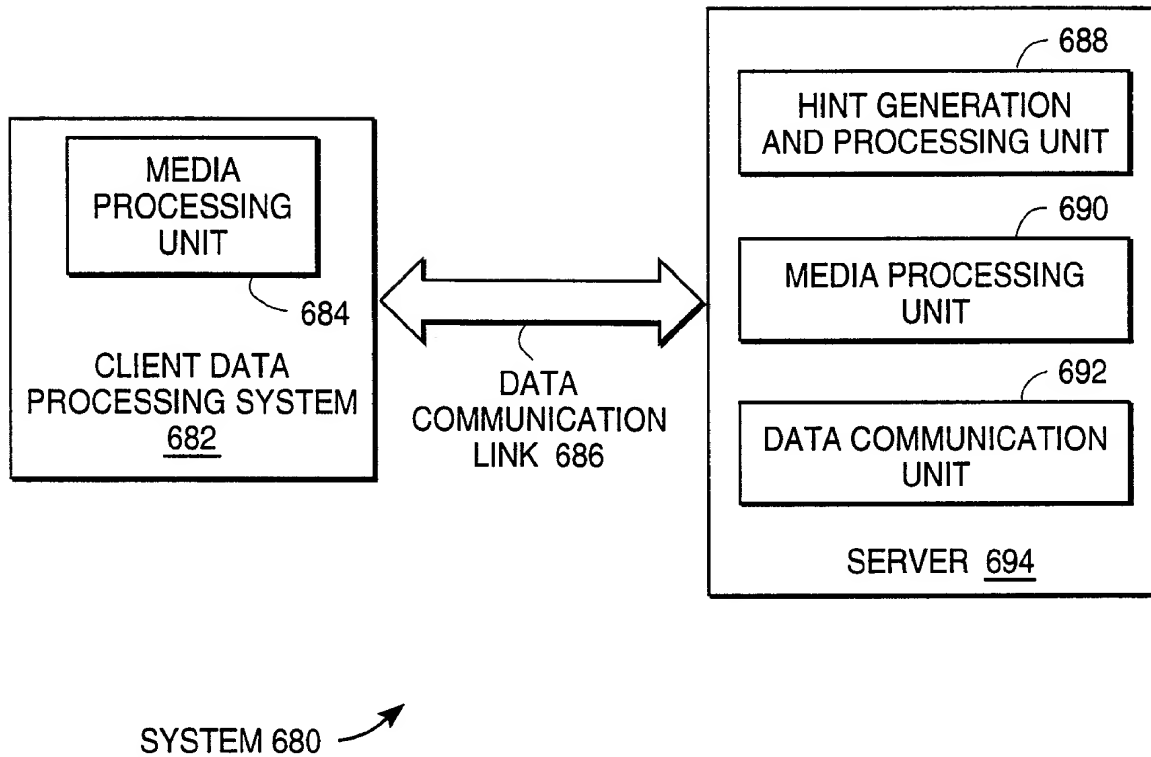 MEDIA
PROCESSING
UNIT
684
CLIENT DATA
PROCESSING SYSTEM
682
DATA
COMMUNICATION
LINK 686
688
HINT GENERATION
AND PROCESSING UNIT
690
MEDIA PROCESSING
UNIT
692
DATA COMMUNICATION
UNIT
SERVER 694
SYSTEM 680